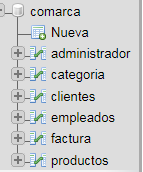 comarca
Nueva
administrador
categoria
clientes
empleados
factura
productos